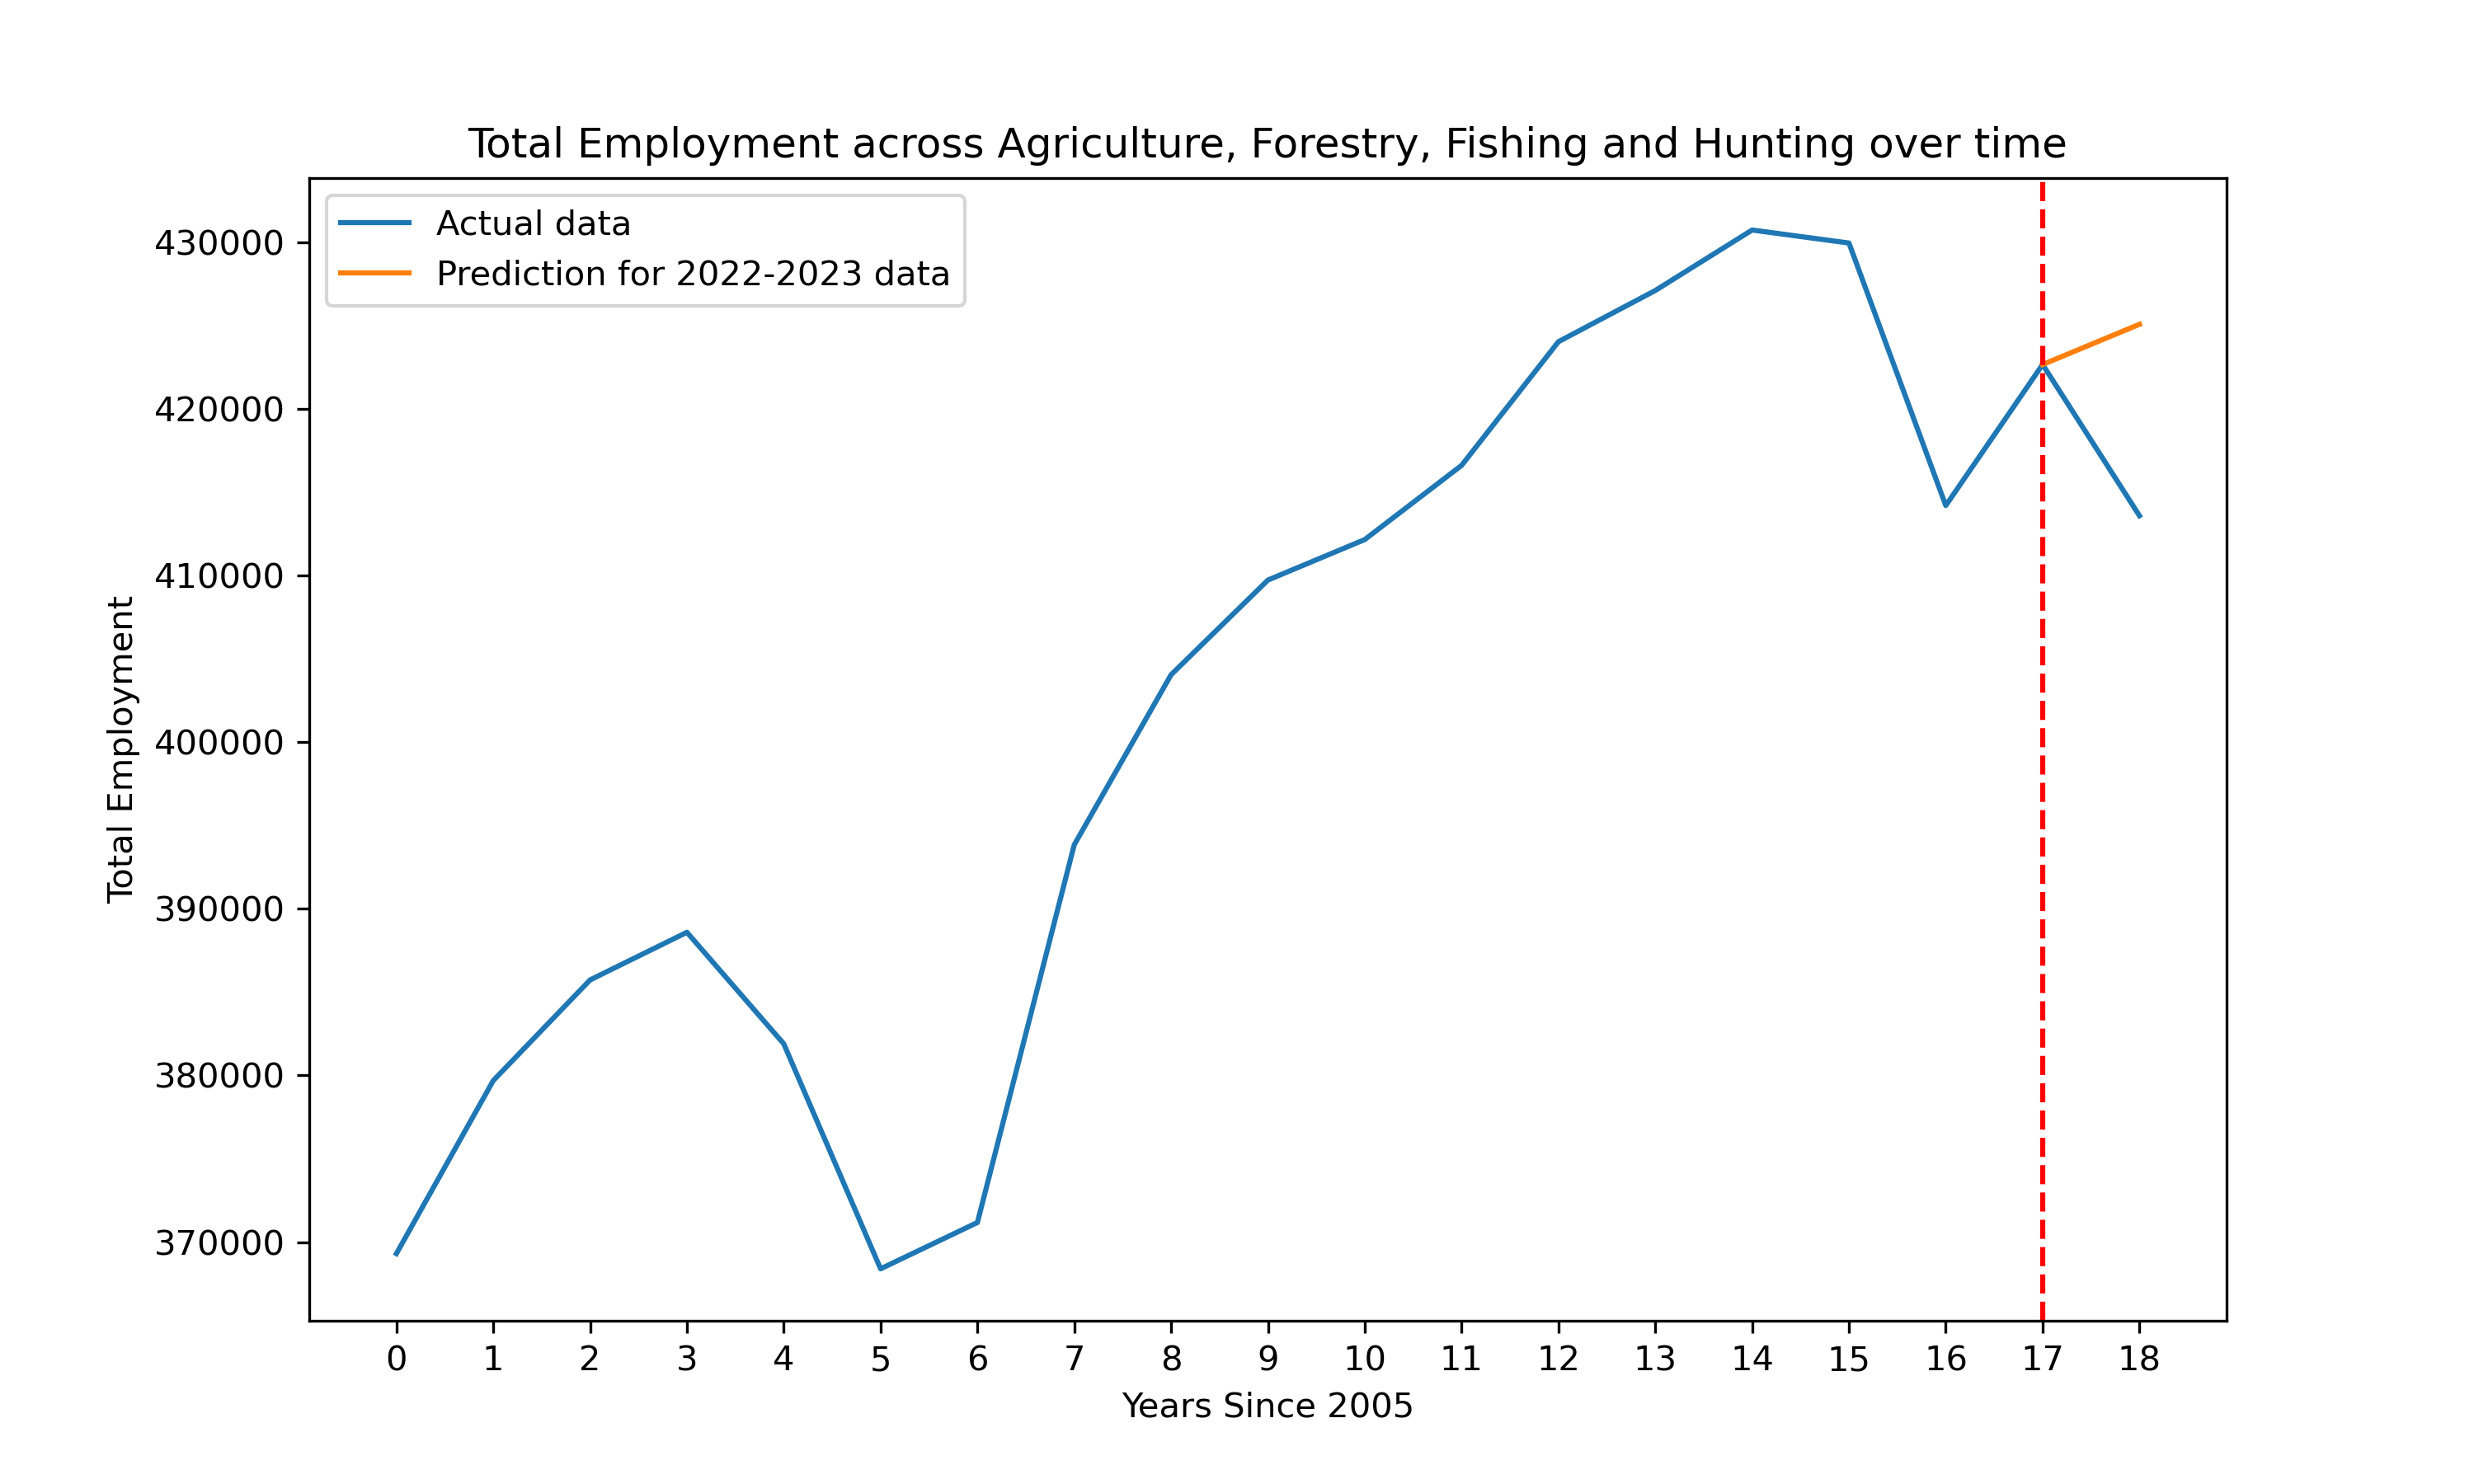 Total Employment across Agriculture, Forestry, Fishing and Hunting over time
Actual data
Prediction for 2022-2023 data
430000
420000
410000
400000
390000
380000
370000
Total Employment
0 1 2 3 4 5 6 7 8 9 10 11 12 13 14 15 16 17 18
Years Since 2005